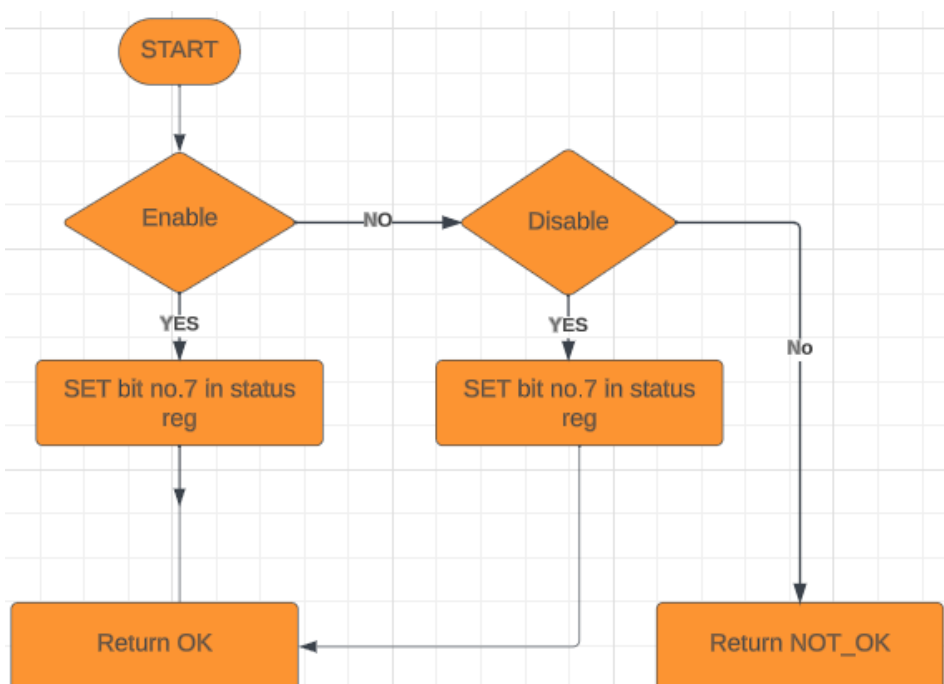 START
Enable
NO
Disable
YES
YES
No
SET bit no.7 in status
reg
SET bit no.7 in status
reg
Return OK
Return NOT_OK